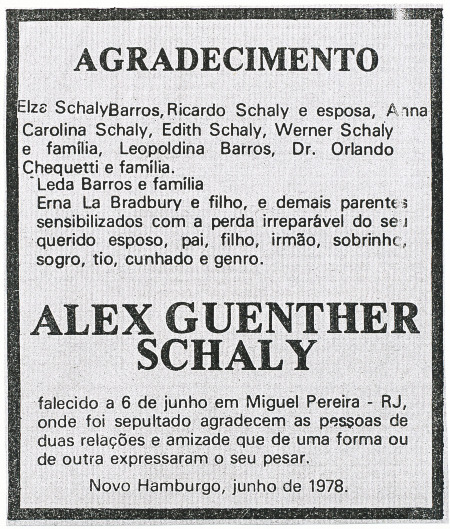 AGRADECIMENTO
Elza Schaly Barros, Ricardo Schaly e esposa, Anna
Carolina Schaly, Edith Schaly, Werner Schaly
e família, Leopoldina Barros, Dr. Orlando
Chequetti e família.
Leda Barros e família
Erna La Bradbury e filho, e demais parentes
sensibilizados com a perda irreparável do seu
querido esposo, pai, filho, irmão, sobrinho,
sogro, tio, cunhado e genro.
ALEX GUENTHER
SCHALY
falecido a 6 de junho em Miguel Pereira - RJ,
onde foi sepultado agradecem as pessoas de
duas relações e amizade que de uma forma ou
de outra expressaram o seu pesar.
Novo Hamburgo, junho de 1978.